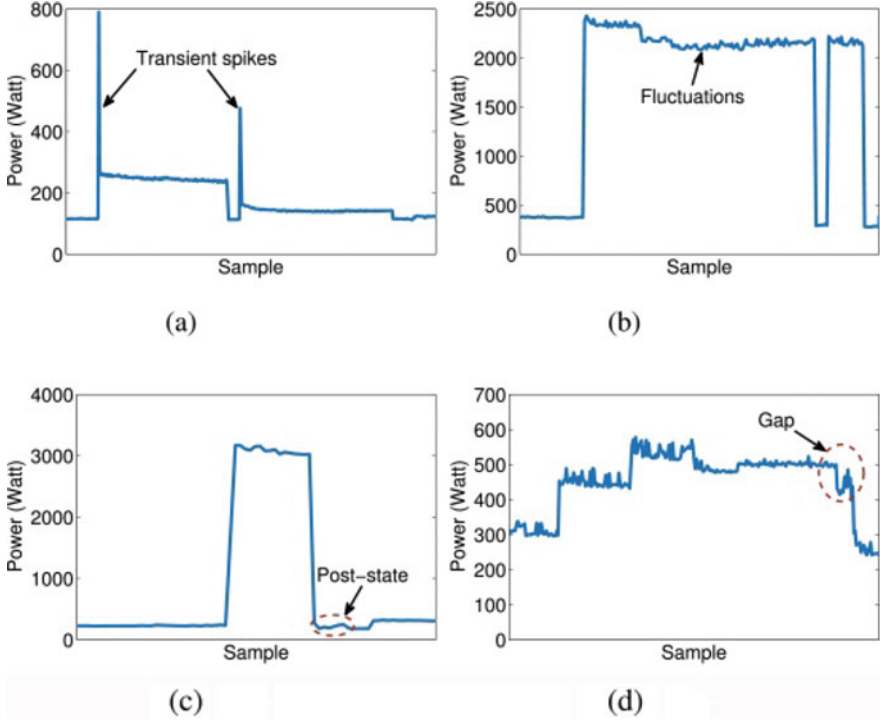 800
600
400
200
0
Power (Watt)
Transient spikes
Sample
(a)
2500
2000
1500
1000
500
0
Power (Watt)
Fluctuations
Sample
(b)
4000
3000
2000
1000
0
Power (Watt)
Post-state
Sample
(c)
700
600
500
400
300
200
100
0
Power (Watt)
Gap
Sample
(d)